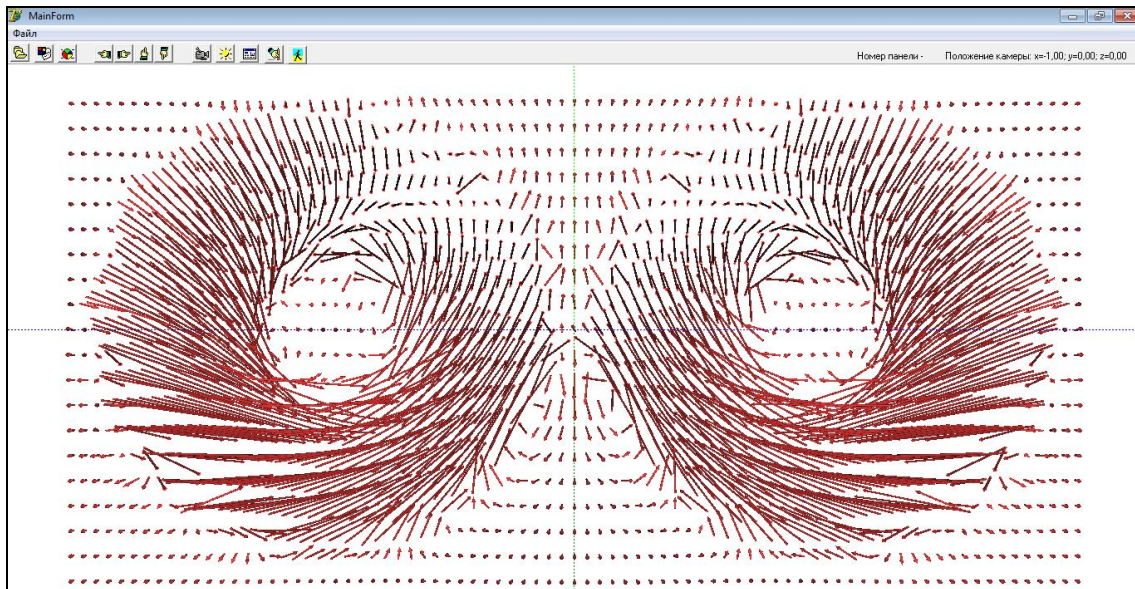 MainForm
Файл
Номер панели - Положение камеры: x=-1,00; y=0,00; z=0,00